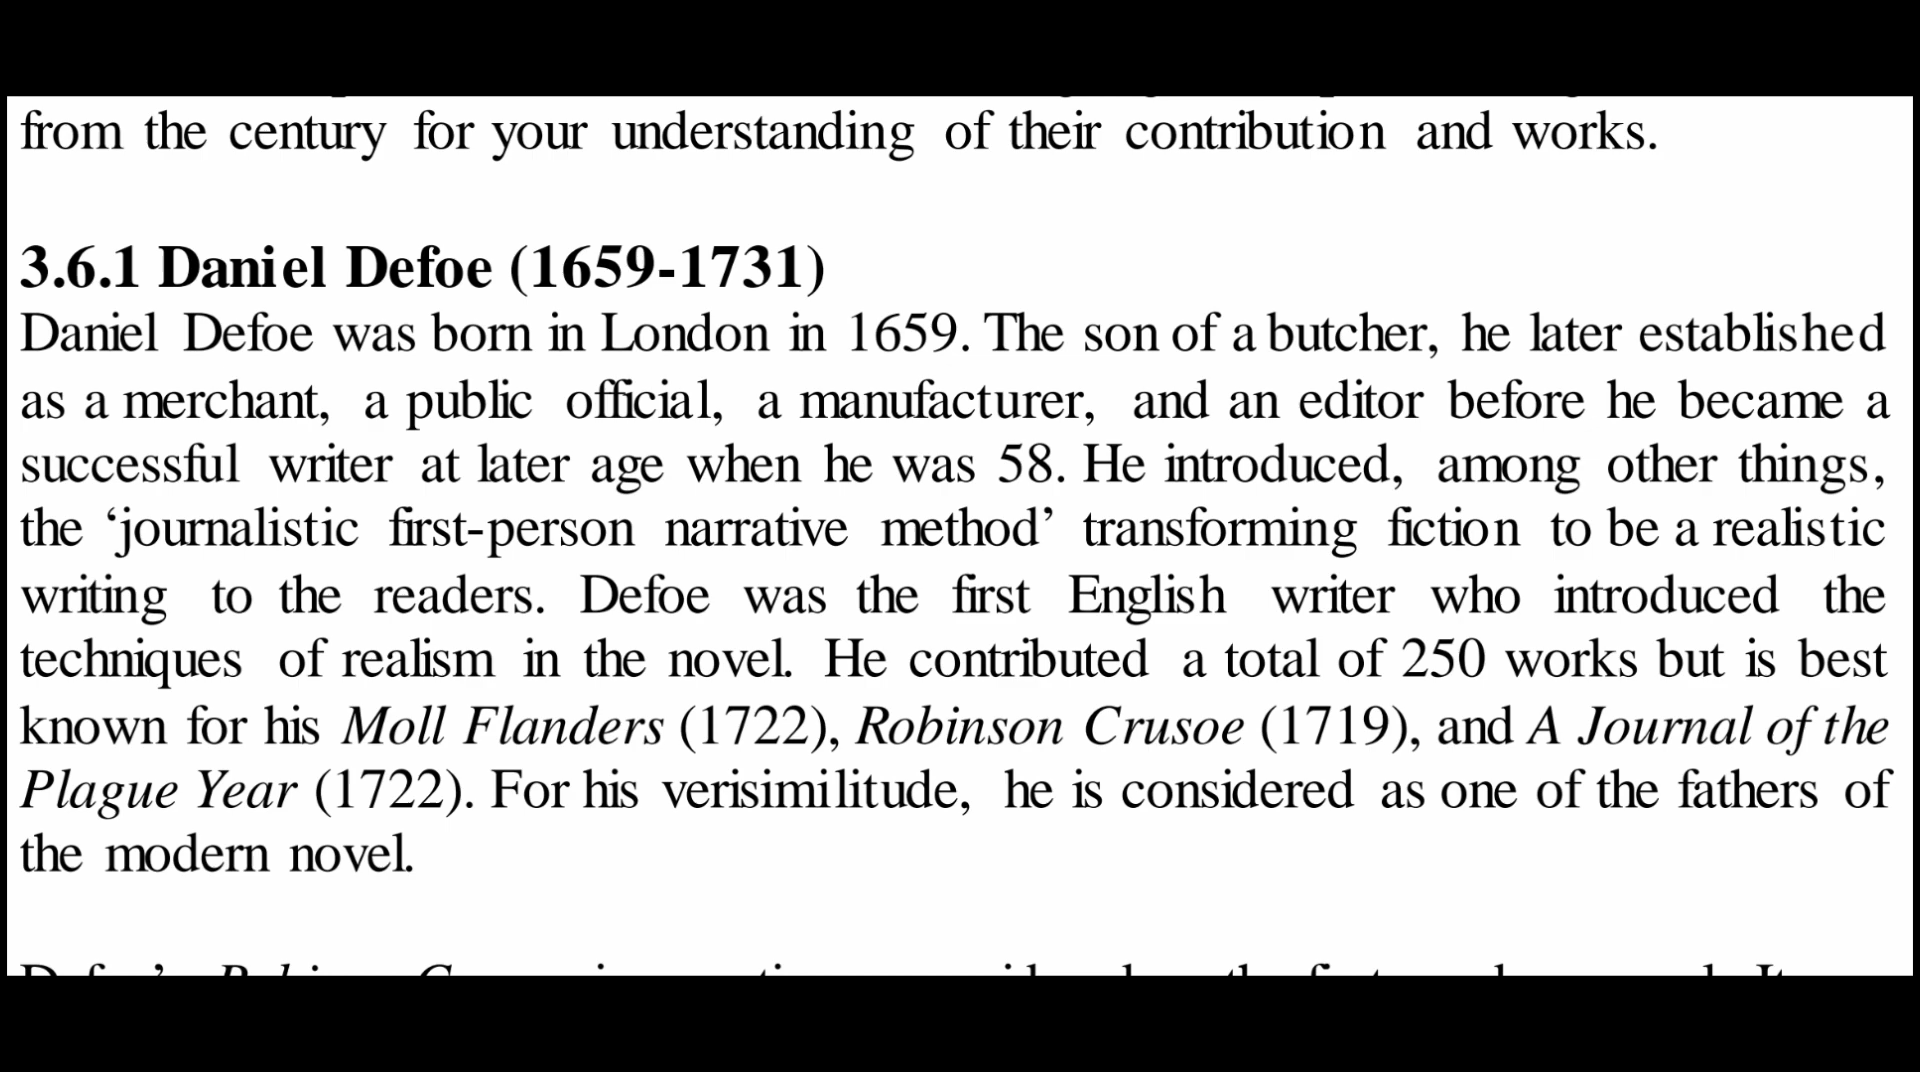 from the century for your understanding of their contribution and works.
3.6.1 Daniel Defoe (1659-1731)
Daniel Defoe was born in London in 1659. The son of a butcher, he later established
as a merchant, a public official, a manufacturer, and an editor before he became a
successful writer at later age when he was 58. He introduced, among other things,
the ‘journalistic first-person narrative method’ transforming fiction to be a realistic
writing to the readers. Defoe was the first English writer who introduced the
techniques of realism in the novel. He contributed a total of 250 works but is best
known for his Moll Flanders (1722), Robinson Crusoe (1719), and A Journal of the
Plague Year (1722). For his verisimilitude, he is considered as one of the fathers of
the modern novel.